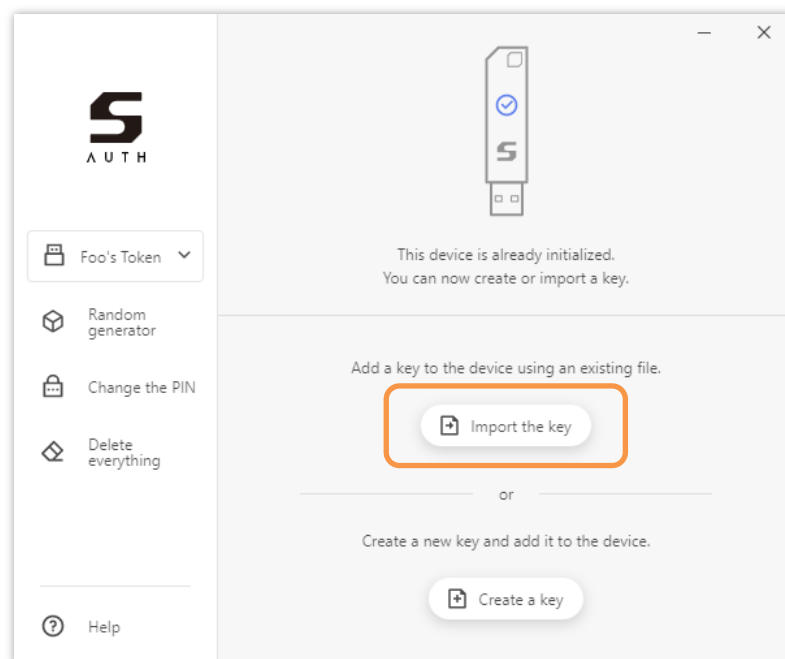 S
AUTH
Foo's Token
Random
generator
Change the PIN
Delete
everything
Help
S
This device is already initialized.
You can now create or import a key.
Add a key to the device using an existing file.
Import the key
or
Create a new key and add it to the device.
Create a key